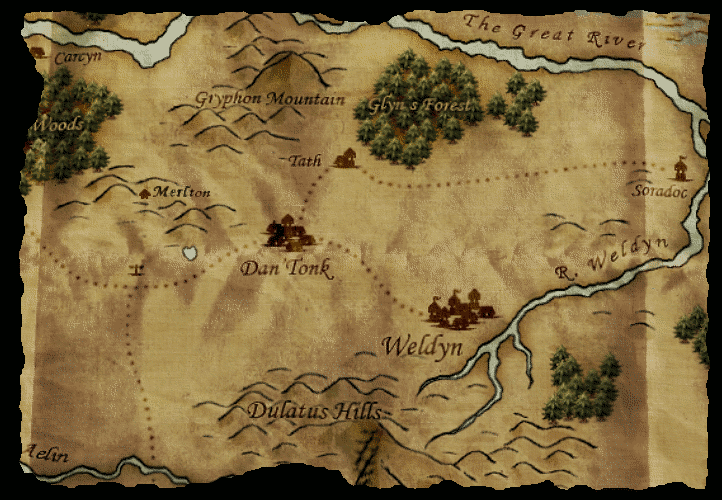 The Great River
Carcyn
Gryphon Mountain
Glyn's Forest
Woods
Tath
Merlton
Soradoc
Dan'Tonk
R. Weldyn
Weldyn
Dulatus Hills
Aelin